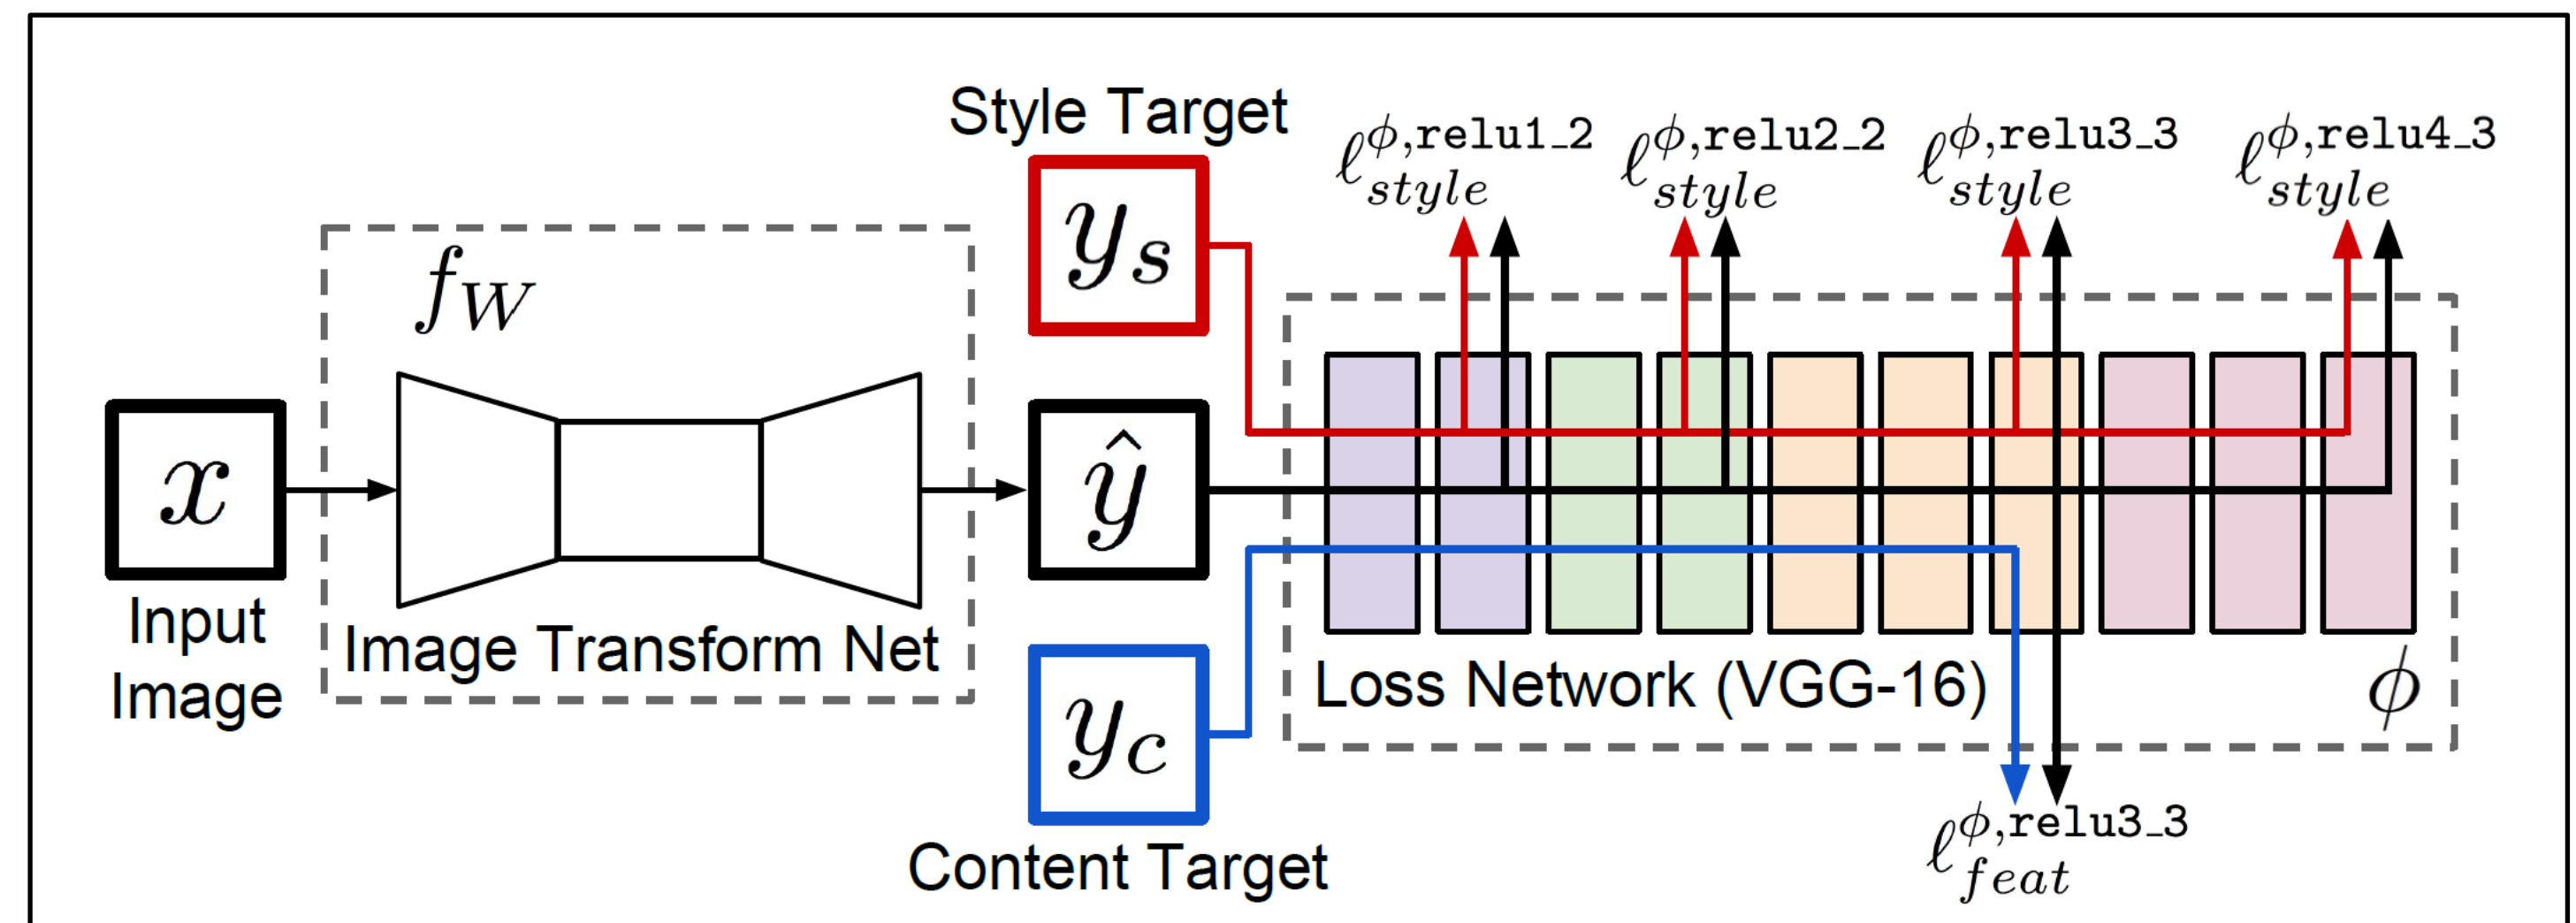 Style Target
y_s
ℓ^{ϕ,relu1_2}_{style}
ℓ^{ϕ,relu2_2}_{style}
ℓ^{ϕ,relu3_3}_{style}
ℓ^{ϕ,relu4_3}_{style}
f_W
x
Input
Image
Image Transform Net
ŷ
y_c
Content Target
Loss Network (VGG-16)
ϕ
ℓ^{ϕ,relu3_3}_{feat}